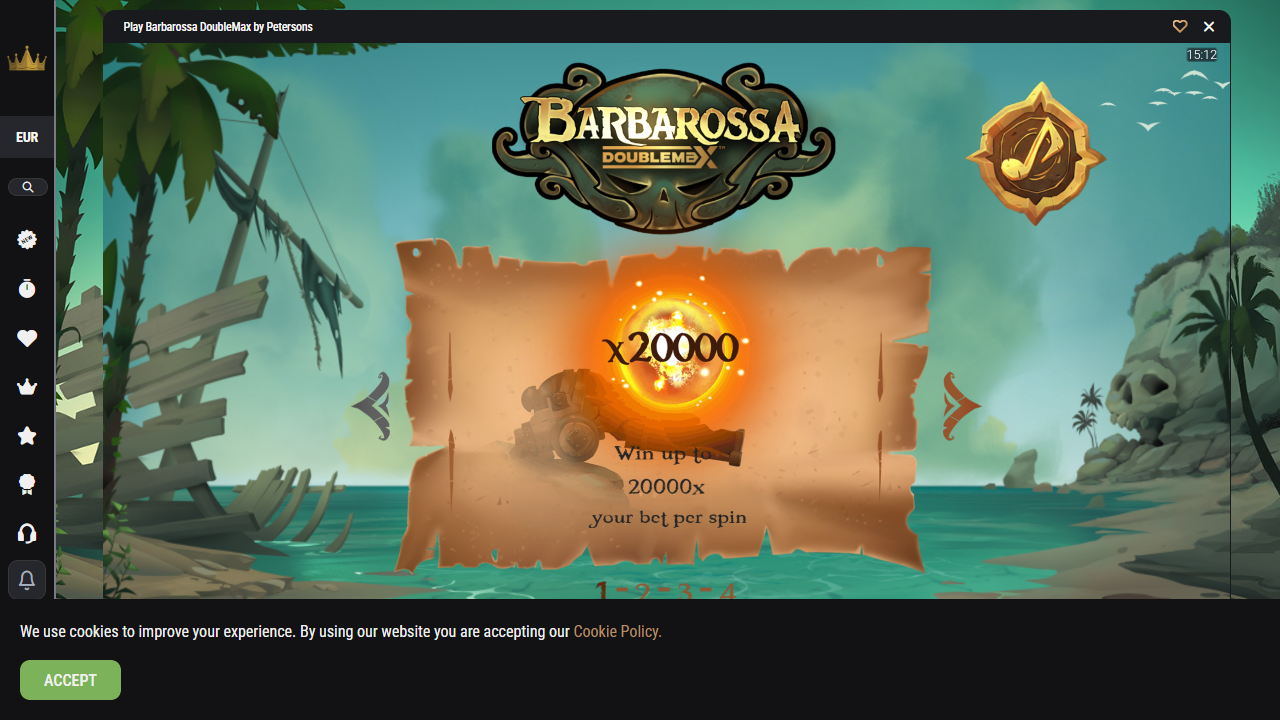 Play Barbarossa DoubleMax by Petersons
15:12
EUR
NEW
BARBAROSSA
DOUBLEMAX™
x20000
Win up to
20000x
your bet per spin
1-2-3-4
We use cookies to improve your experience. By using our website you are accepting our Cookie Policy.
ACCEPT